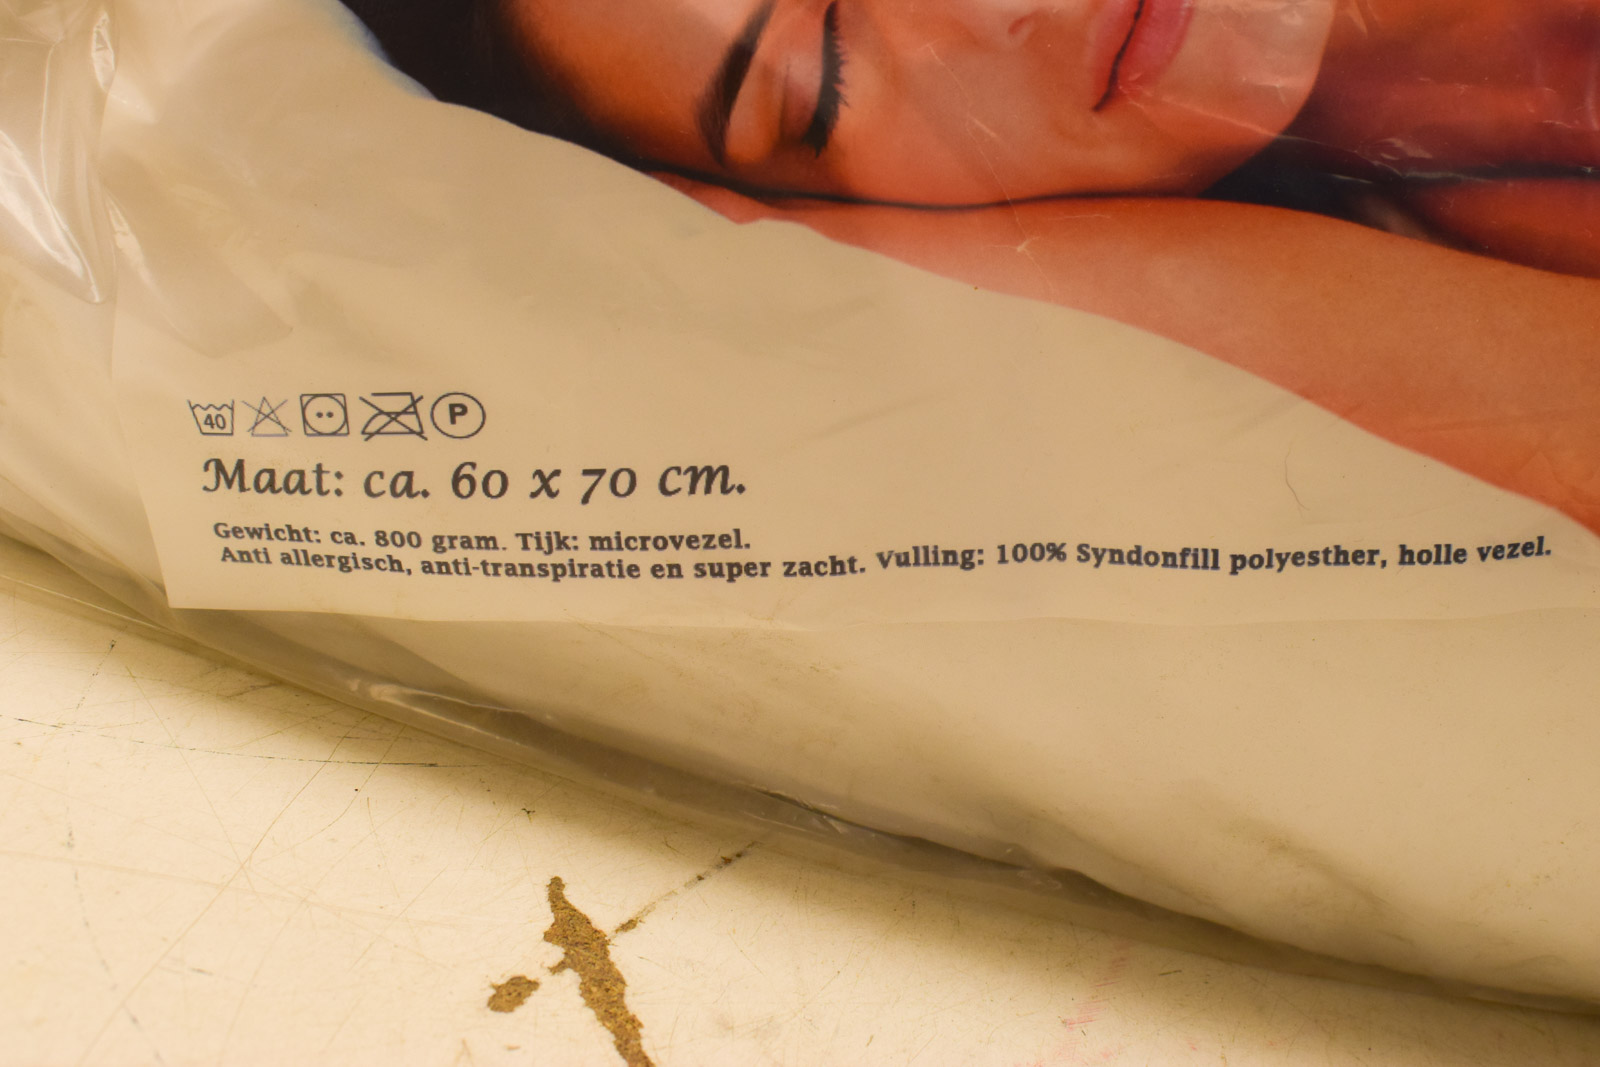 40 P
Maat: ca. 60 x 70 cm.
Gewicht: ca. 800 gram. Tijk: microvezel. Vulling: 100% Syndonfill polyesther, holle vezel.
Anti allergisch, anti-transpiratie en super zacht.